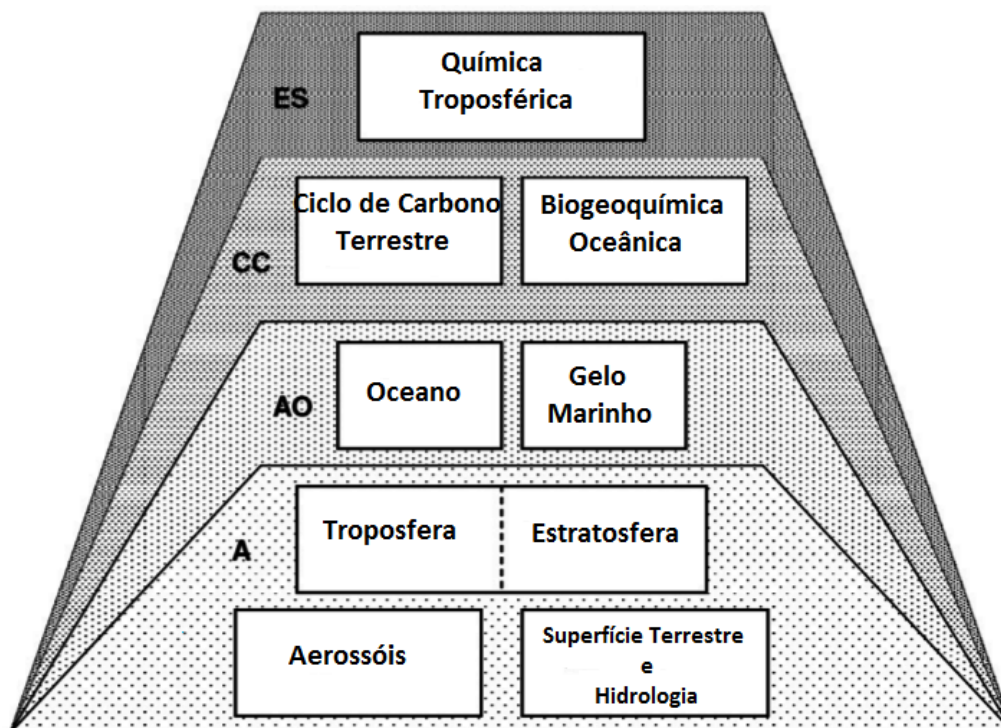 Química
Troposférica
ES
Ciclo de Carbono
Terrestre
Biogeoquímica
Oceânica
CC
Oceano
Gelo
Marinho
AO
Troposfera
Estratosfera
A
Aerossóis
Superfície Terrestre
e
Hidrologia